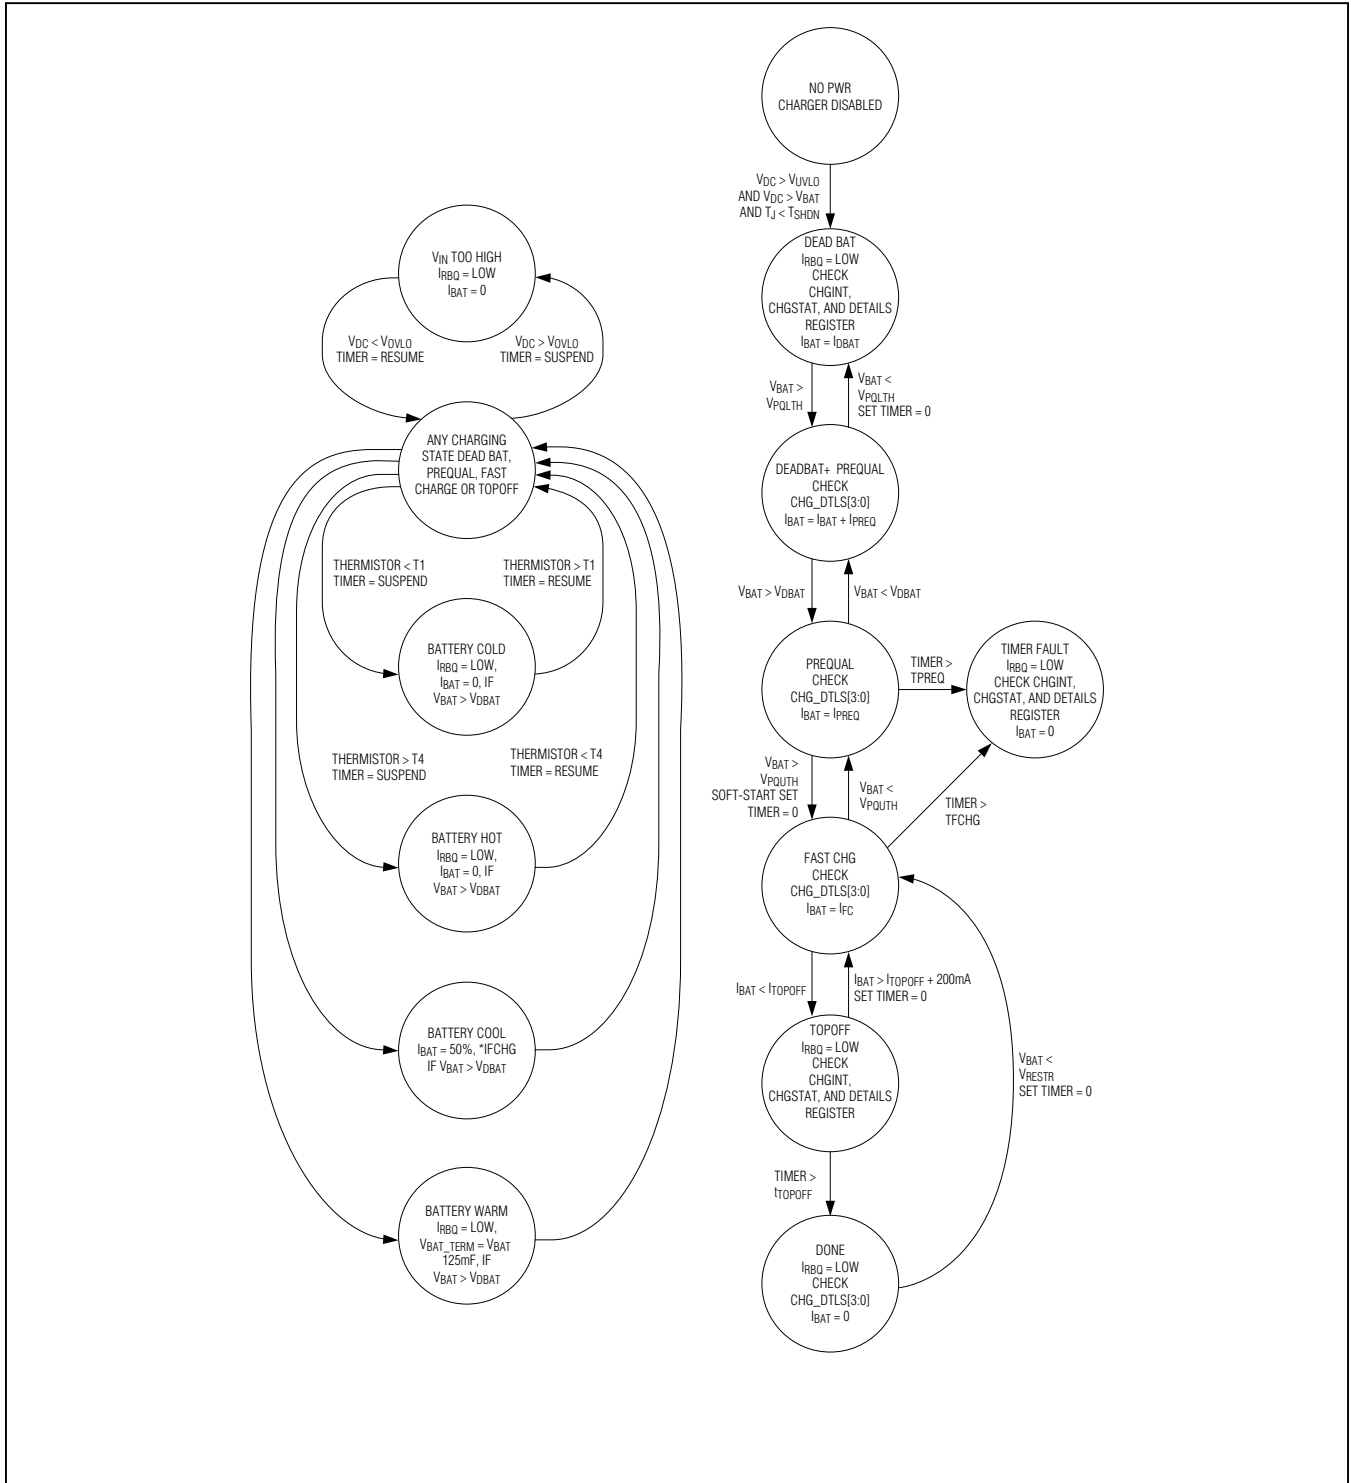 NO PWR
CHARGER DISABLED
VDC > VUVLO
AND VDC > VBAT
AND TJ < TSHDN
DEAD BAT
IRBQ = LOW
CHECK
CHGINT,
CHGSTAT, AND DETAILS
REGISTER
IBAT = IDBAT
VBAT >
VPQLTH
VBAT <
VPQLTH
SET TIMER = 0
DEADBAT+ PREQUAL
CHECK
CHG_DTLS[3:0]
IBAT = IBAT + IPREQ
VBAT > VDBAT
VBAT < VDBAT
PREQUAL
CHECK
CHG_DTLS[3:0]
IBAT = IPREQ
TIMER >
TPREQ
TIMER FAULT
IRBQ = LOW
CHECK CHGINT,
CHGSTAT, AND DETAILS
REGISTER
IBAT = 0
VBAT >
VPQUTH
SOFT-START SET
TIMER = 0
VBAT <
VPQUTH
TIMER >
TFCHG
FAST CHG
CHECK
CHG_DTLS[3:0]
IBAT = IFC
IBAT < ITOPOFF
IBAT > ITOPOFF + 200mA
SET TIMER = 0
TOPOFF
IRBQ = LOW
CHECK
CHGINT,
CHGSTAT, AND DETAILS
REGISTER
VBAT <
VRESTR
SET TIMER = 0
TIMER >
tTOPOFF
DONE
IRBQ = LOW
CHECK
CHG_DTLS[3:0]
IBAT = 0
VIN TOO HIGH
IRBQ = LOW
IBAT = 0
VDC < VOVLO
TIMER = RESUME
VDC > VOVLO
TIMER = SUSPEND
ANY CHARGING
STATE DEAD BAT,
PREQUAL, FAST
CHARGE OR TOPOFF
THERMISTOR < T1
TIMER = SUSPEND
THERMISTOR > T1
TIMER = RESUME
BATTERY COLD
IRBQ = LOW,
IBAT = 0, IF
VBAT > VDBAT
THERMISTOR > T4
TIMER = SUSPEND
THERMISTOR < T4
TIMER = RESUME
BATTERY HOT
IRBQ = LOW,
IBAT = 0, IF
VBAT > VDBAT
BATTERY COOL
IBAT = 50%, *IFCHG
IF VBAT > VDBAT
BATTERY WARM
IRBQ = LOW,
VBAT_TERM = VBAT
125mF, IF
VBAT > VDBAT